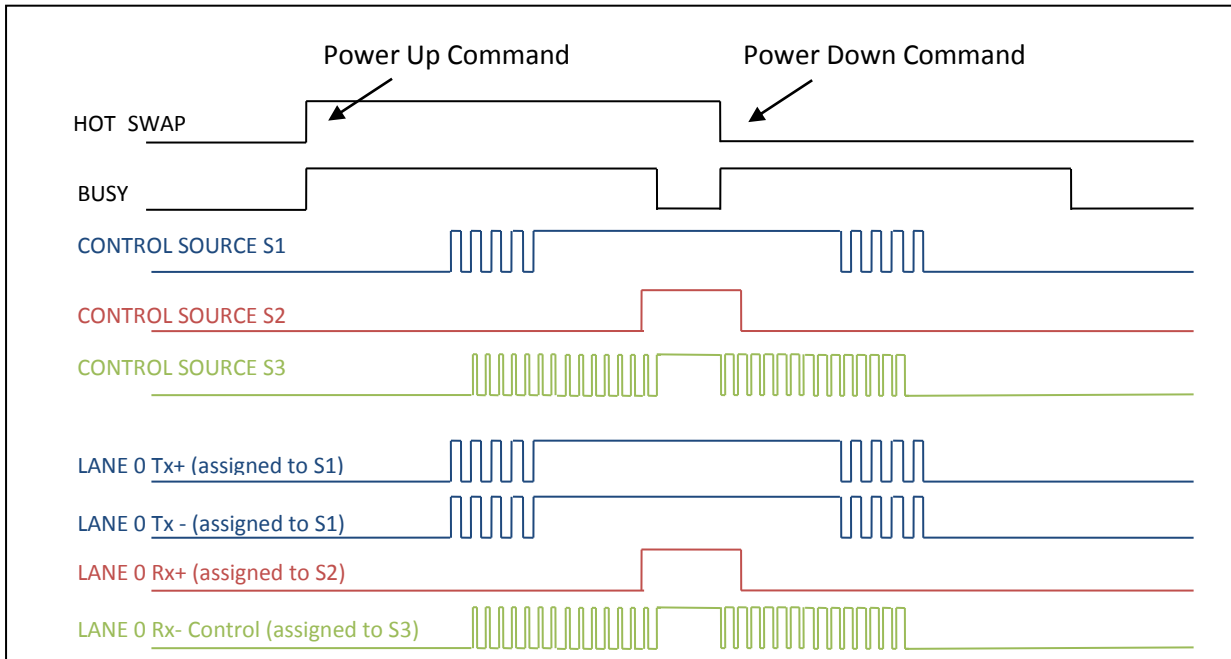 Power Up Command
Power Down Command
HOT SWAP
BUSY
CONTROL SOURCE S1
CONTROL SOURCE S2
CONTROL SOURCE S3
LANE 0 Tx+ (assigned to S1)
LANE 0 Tx - (assigned to S1)
LANE 0 Rx+ (assigned to S2)
LANE 0 Rx- Control (assigned to S3)